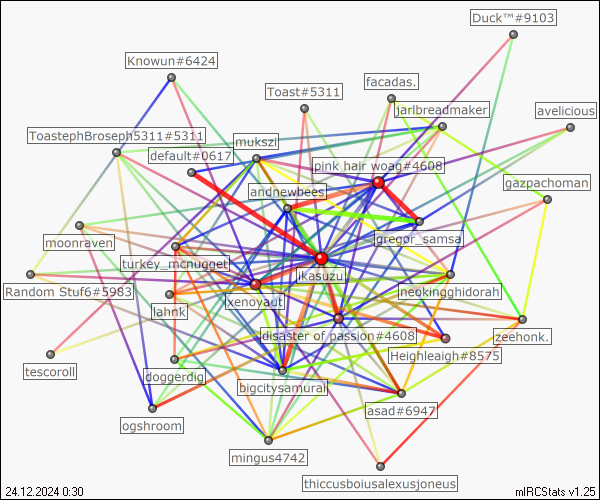 Duck™#9103
Knowun#6424
Toast#5311
facadas.
jarlbreadmaker
avelicious
ToastephBroseph5311#5311
mukszi
default#0617
pink hair woag#4608
andnewbees
gazpachoman
moonraven
gregor_samsa
turkey_mcnugget
ikasuzu
Random Stuf6#5983
xenoyaut
neokingghidorah
lahnk
disaster of passion#4608
zeehonk.
Heighleaigh#8575
tescoroll
doggerdig
bigcitysamurai
asad#6947
ogshroom
mingus4742
thiccusboiusalexusjoneus
24.12.2024 0:30
mIRCStats v1.25